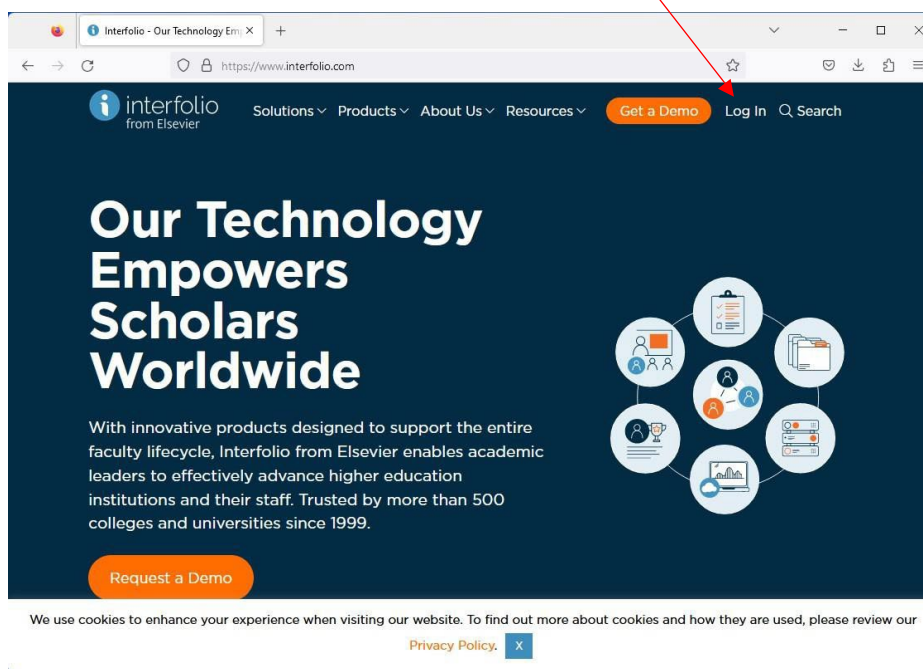 Interfolio - Our Technology Em
https://www.interfolio.com
interfolio
from Elsevier
Solutions Products About Us Resources Get a Demo Log In Search
Our Technology
Empowers
Scholars
Worldwide
With innovative products designed to support the entire
faculty lifecycle, Interfolio from Elsevier enables academic
leaders to effectively advance higher education
institutions and their staff. Trusted by more than 500
colleges and universities since 1999.
Request a Demo
We use cookies to enhance your experience when visiting our website. To find out more about cookies and how they are used, please review our
Privacy Policy. X